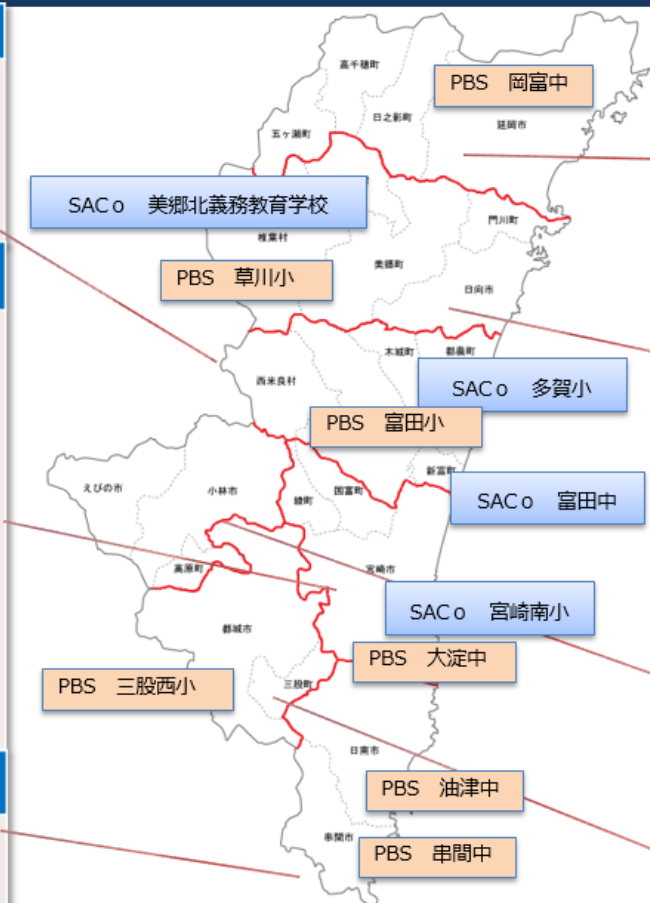 高千穂町
PBS 岡富中
日之影町
延岡市
五ヶ瀬町
SACo 美郷北義務教育学校
門川町
椎葉村
美郷町
PBS 草川小
日向市
木城町
都農町
西米良村
SACo 多賀小
PBS 富田小
新富町
えびの市
小林市
綾町
国富町
SACo 富田中
高原町
宮崎市
SACo 宮崎南小
都城市
PBS 大淀中
三股町
PBS 三股西小
日南市
PBS 油津中
串間市
PBS 串間中